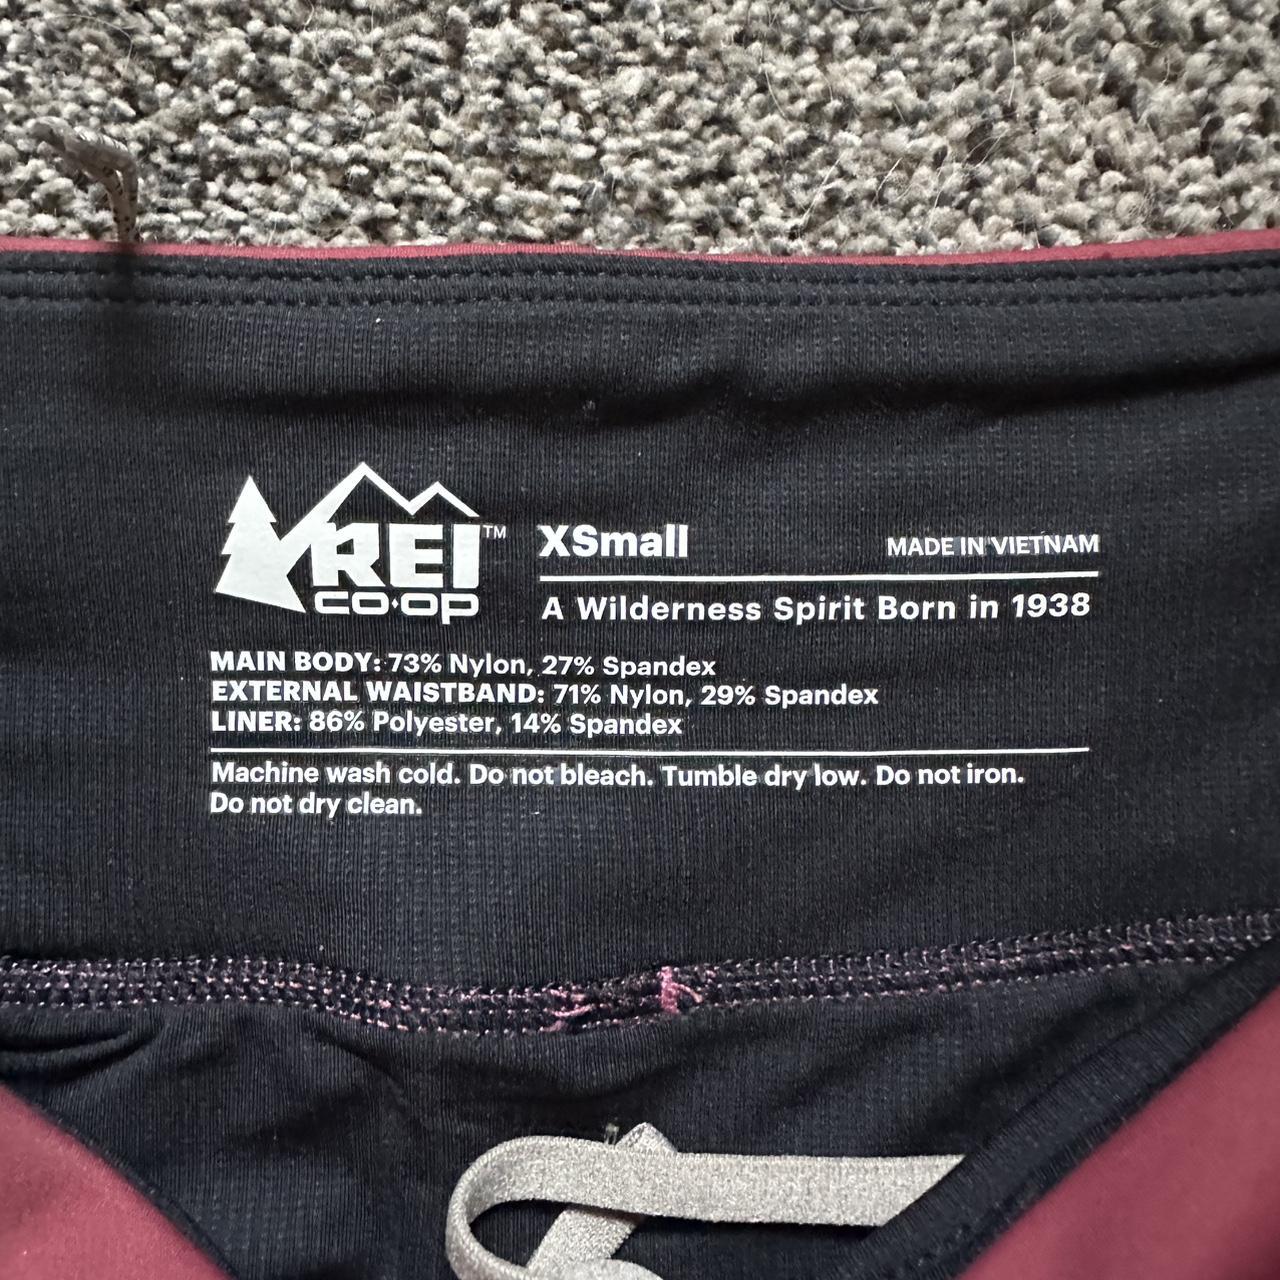 REI™
CO·OP
XSmall
MADE IN VIETNAM
A Wilderness Spirit Born in 1938
MAIN BODY: 73% Nylon, 27% Spandex
EXTERNAL WAISTBAND: 71% Nylon, 29% Spandex
LINER: 86% Polyester, 14% Spandex
Machine wash cold. Do not bleach. Tumble dry low. Do not iron.
Do not dry clean.